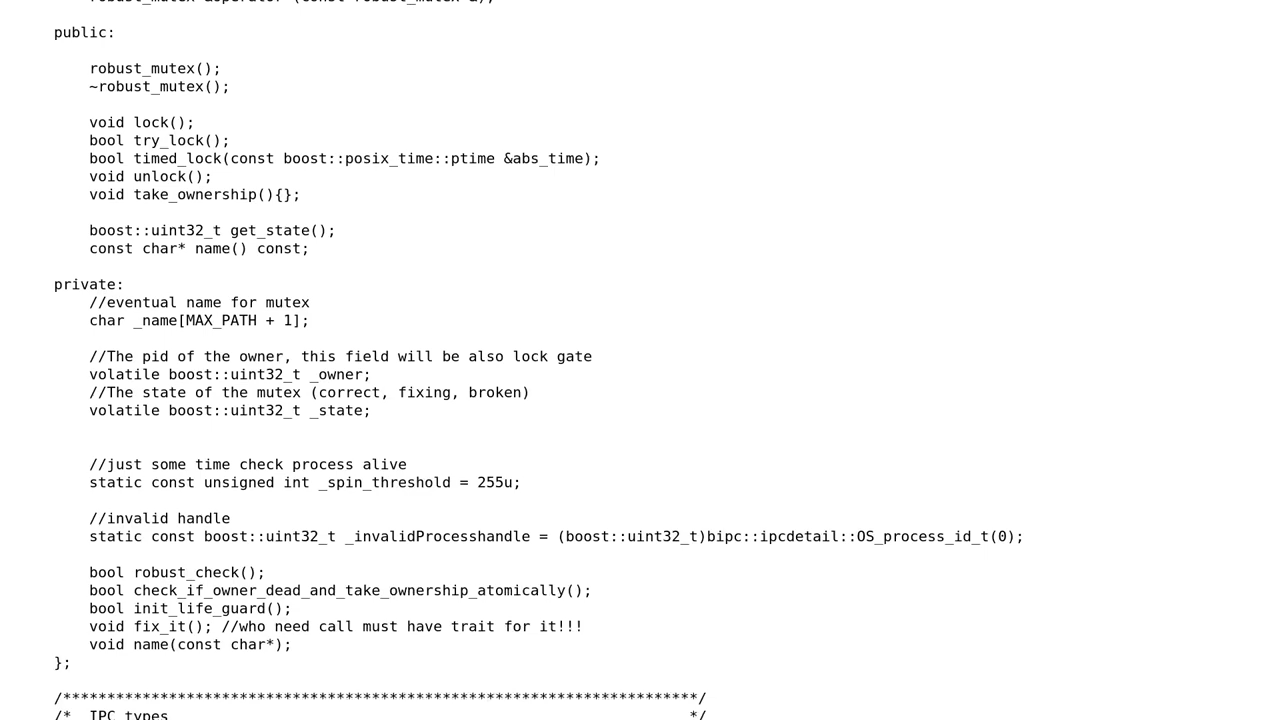 robust_mutex &operator=(const robust_mutex &);
public:
robust_mutex();
~robust_mutex();
void lock();
bool try_lock();
bool timed_lock(const boost::posix_time::ptime &abs_time);
void unlock();
void take_ownership(){};
boost::uint32_t get_state();
const char* name() const;
private:
//eventual name for mutex
char _name[MAX_PATH + 1];
//The pid of the owner, this field will be also lock gate
volatile boost::uint32_t _owner;
//The state of the mutex (correct, fixing, broken)
volatile boost::uint32_t _state;
//just some time check process alive
static const unsigned int _spin_threshold = 255u;
//invalid handle
static const boost::uint32_t _invalidProcesshandle = (boost::uint32_t)bipc::ipcdetail::OS_process_id_t(0);
bool robust_check();
bool check_if_owner_dead_and_take_ownership_atomically();
bool init_life_guard();
void fix_it(); //who need call must have trait for it!!!
void name(const char*);
};
/************************************************************************/
/*  IPC types                                                           */